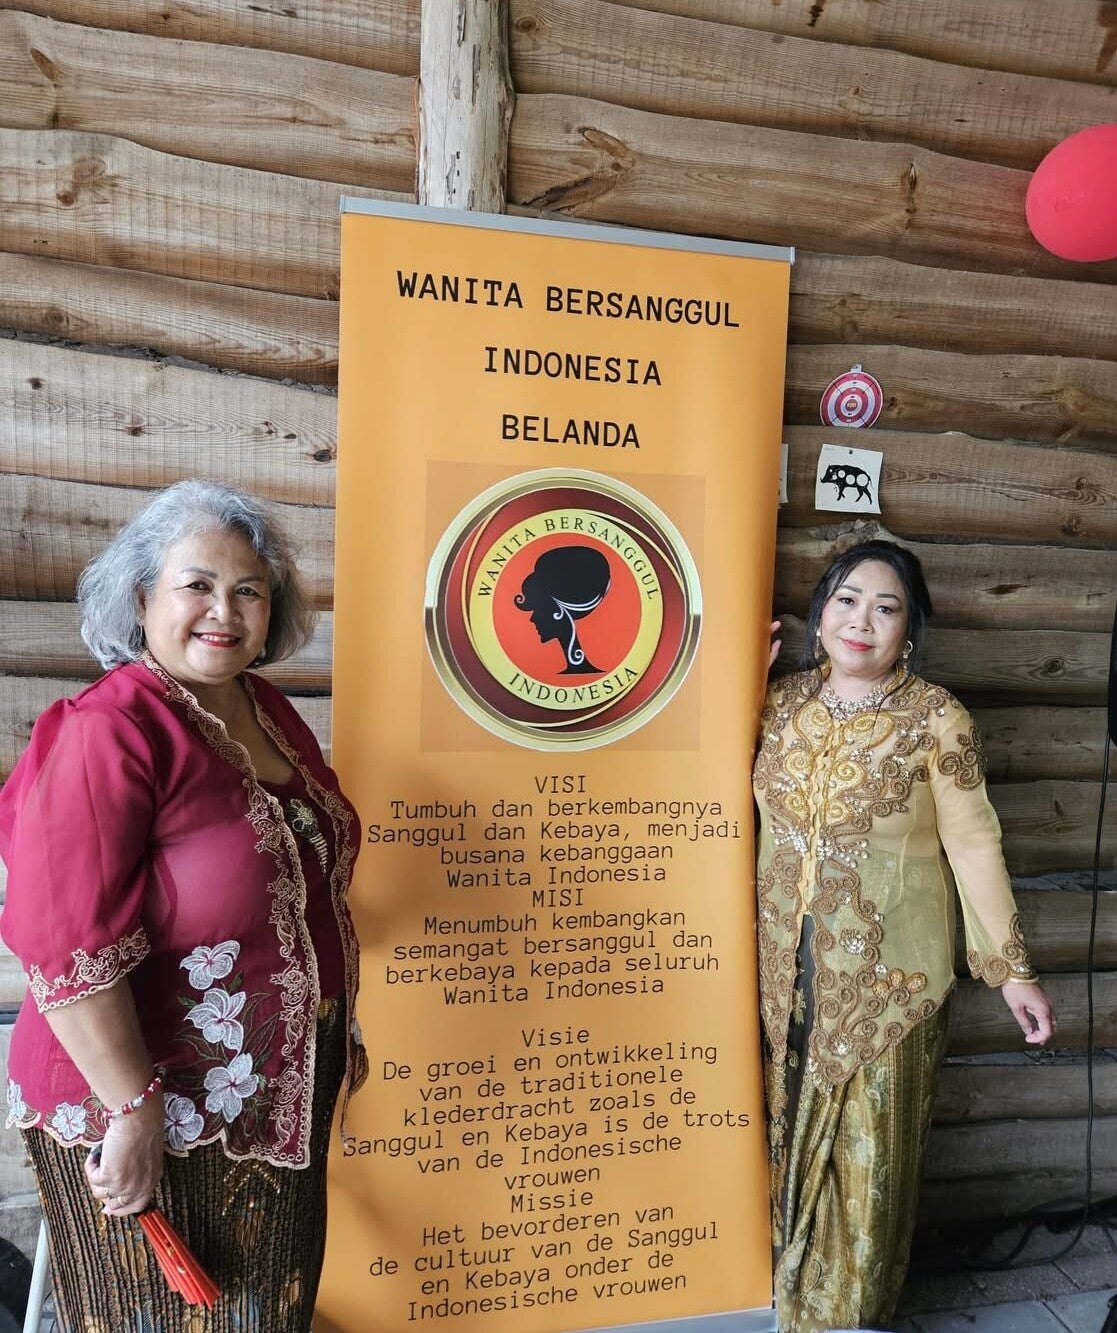 WANITA BERSANGGUL
INDONESIA
BELANDA
WANITA BERSANGGUL
INDONESIA
VISI
Tumbuh dan berkembangnya
Sanggul dan Kebaya, menjadi
busana kebanggaan
Wanita Indonesia
MISI
Menumbuh kembangkan
semangat bersanggul dan
berkebaya kepada seluruh
Wanita Indonesia
Visie
De groei en ontwikkeling
van de traditionele
klederdracht zoals de
Sanggul en Kebaya is de trots
van de Indonesische
vrouwen
Missie
Het bevorderen van
de cultuur van de Sanggul
en Kebaya onder de
Indonesische vrouwen